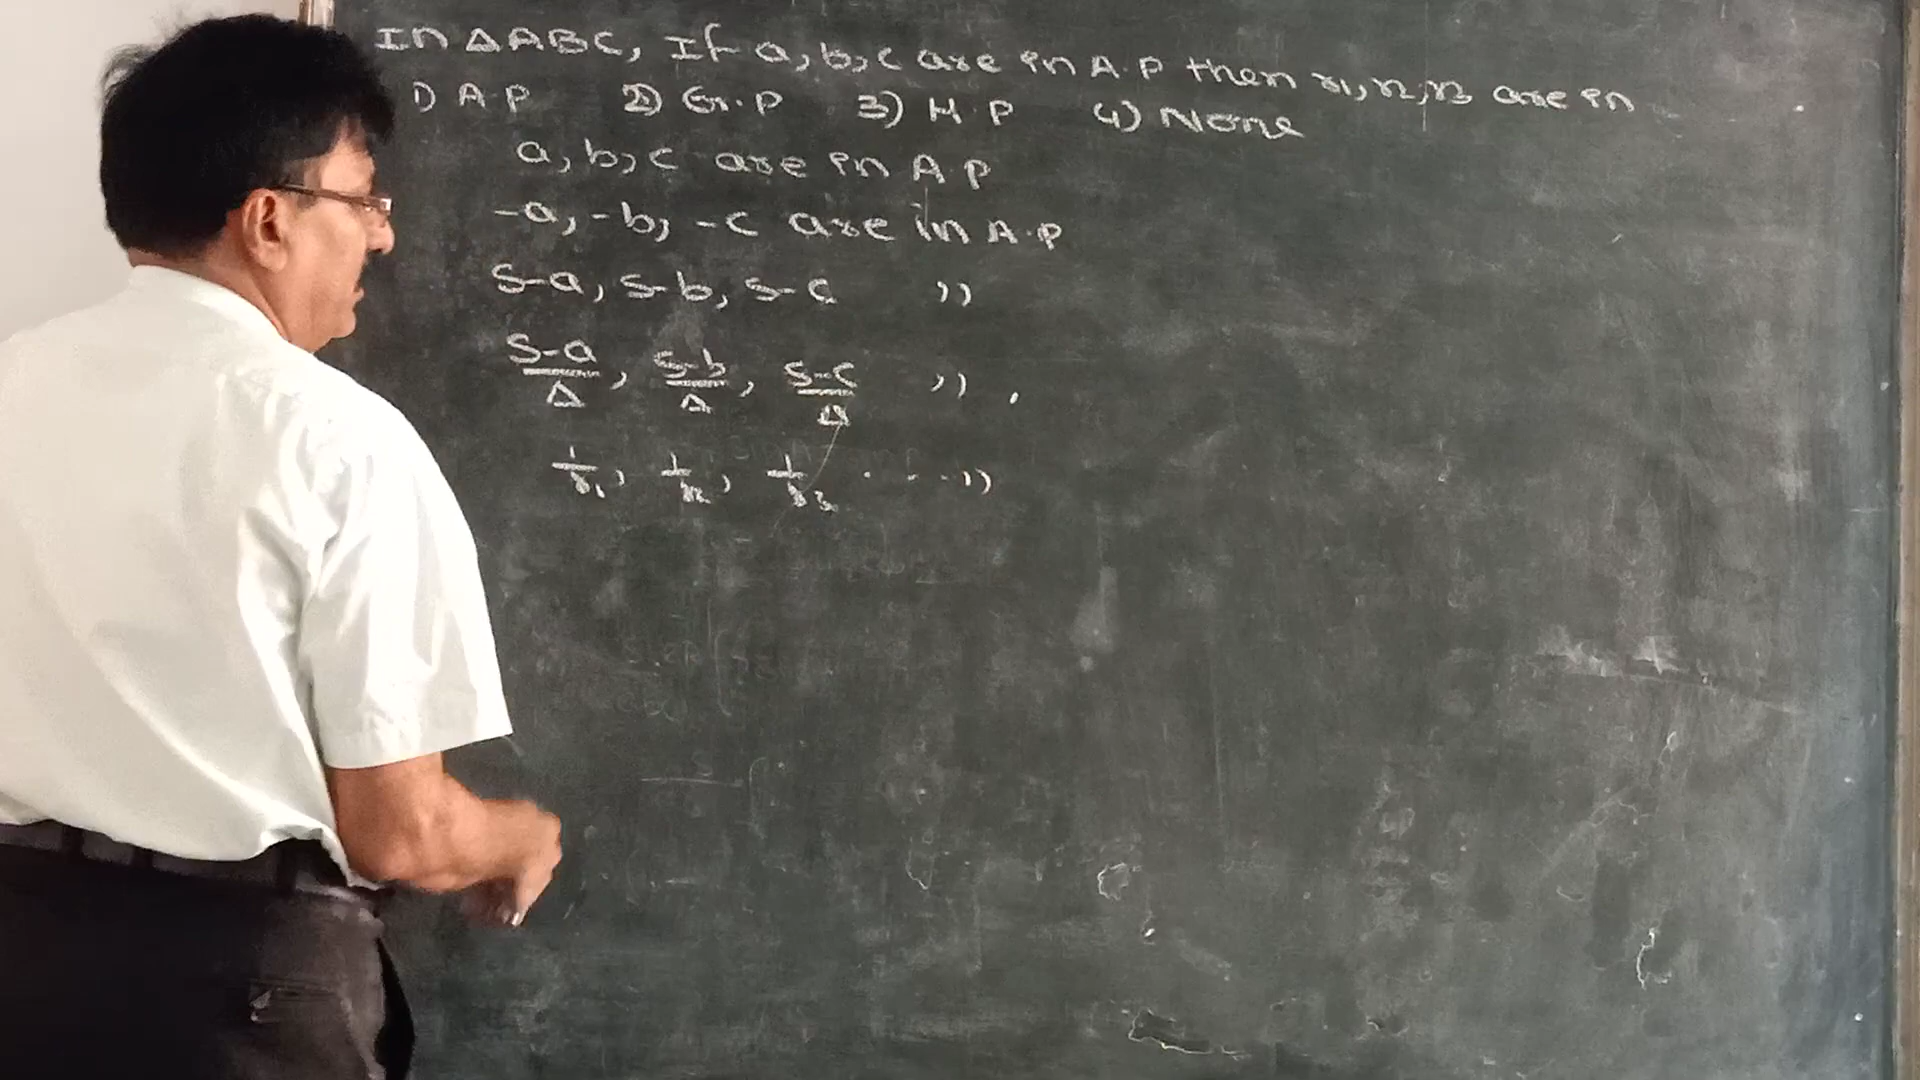 In ΔABC, If a, b, c are in A.P then r1, r2, r3 are in
1) A.P 2) G.P 3) H.P 4) None
a, b, c are in A.P
-a, -b, -c are in A.P
s-a, s-b, s-c ,,
s-a/Δ, s-b/Δ, s-c/Δ ,, .
1/r1, 1/r2, 1/r3 . . . ,,